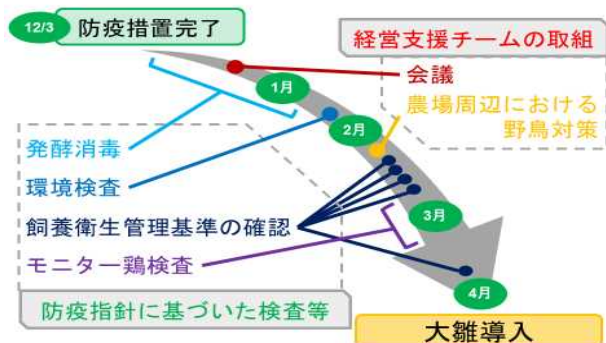 12/3 防疫措置完了
経営支援チームの取組
会議
1月
農場周辺における
野鳥対策
2月
発酵消毒
環境検査
飼養衛生管理基準の確認
3月
モニター鶏検査
4月
防疫指針に基づいた検査等
大雛導入